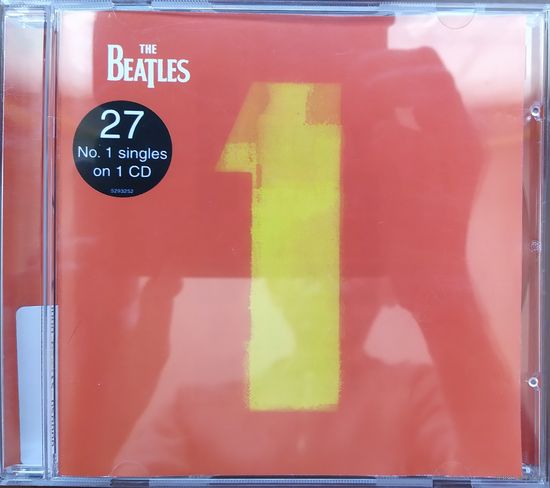 THE
BEATLES
27
No. 1 singles
on 1 CD
5293252
1